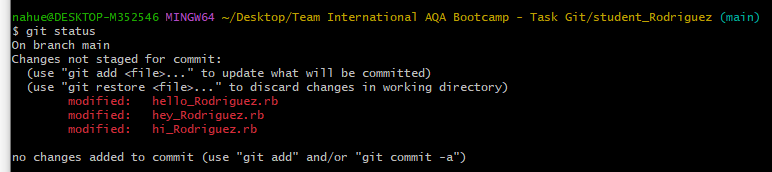 nahue@DESKTOP-M352546 MINGW64 ~/Desktop/Team International AQA Bootcamp - Task Git/student_Rodriguez (main)
$ git status
On branch main
Changes not staged for commit:
  (use "git add <file>..." to update what will be committed)
  (use "git restore <file>..." to discard changes in working directory)
        modified:   hello_Rodriguez.rb
        modified:   hey_Rodriguez.rb
        modified:   hi_Rodriguez.rb
no changes added to commit (use "git add" and/or "git commit -a")